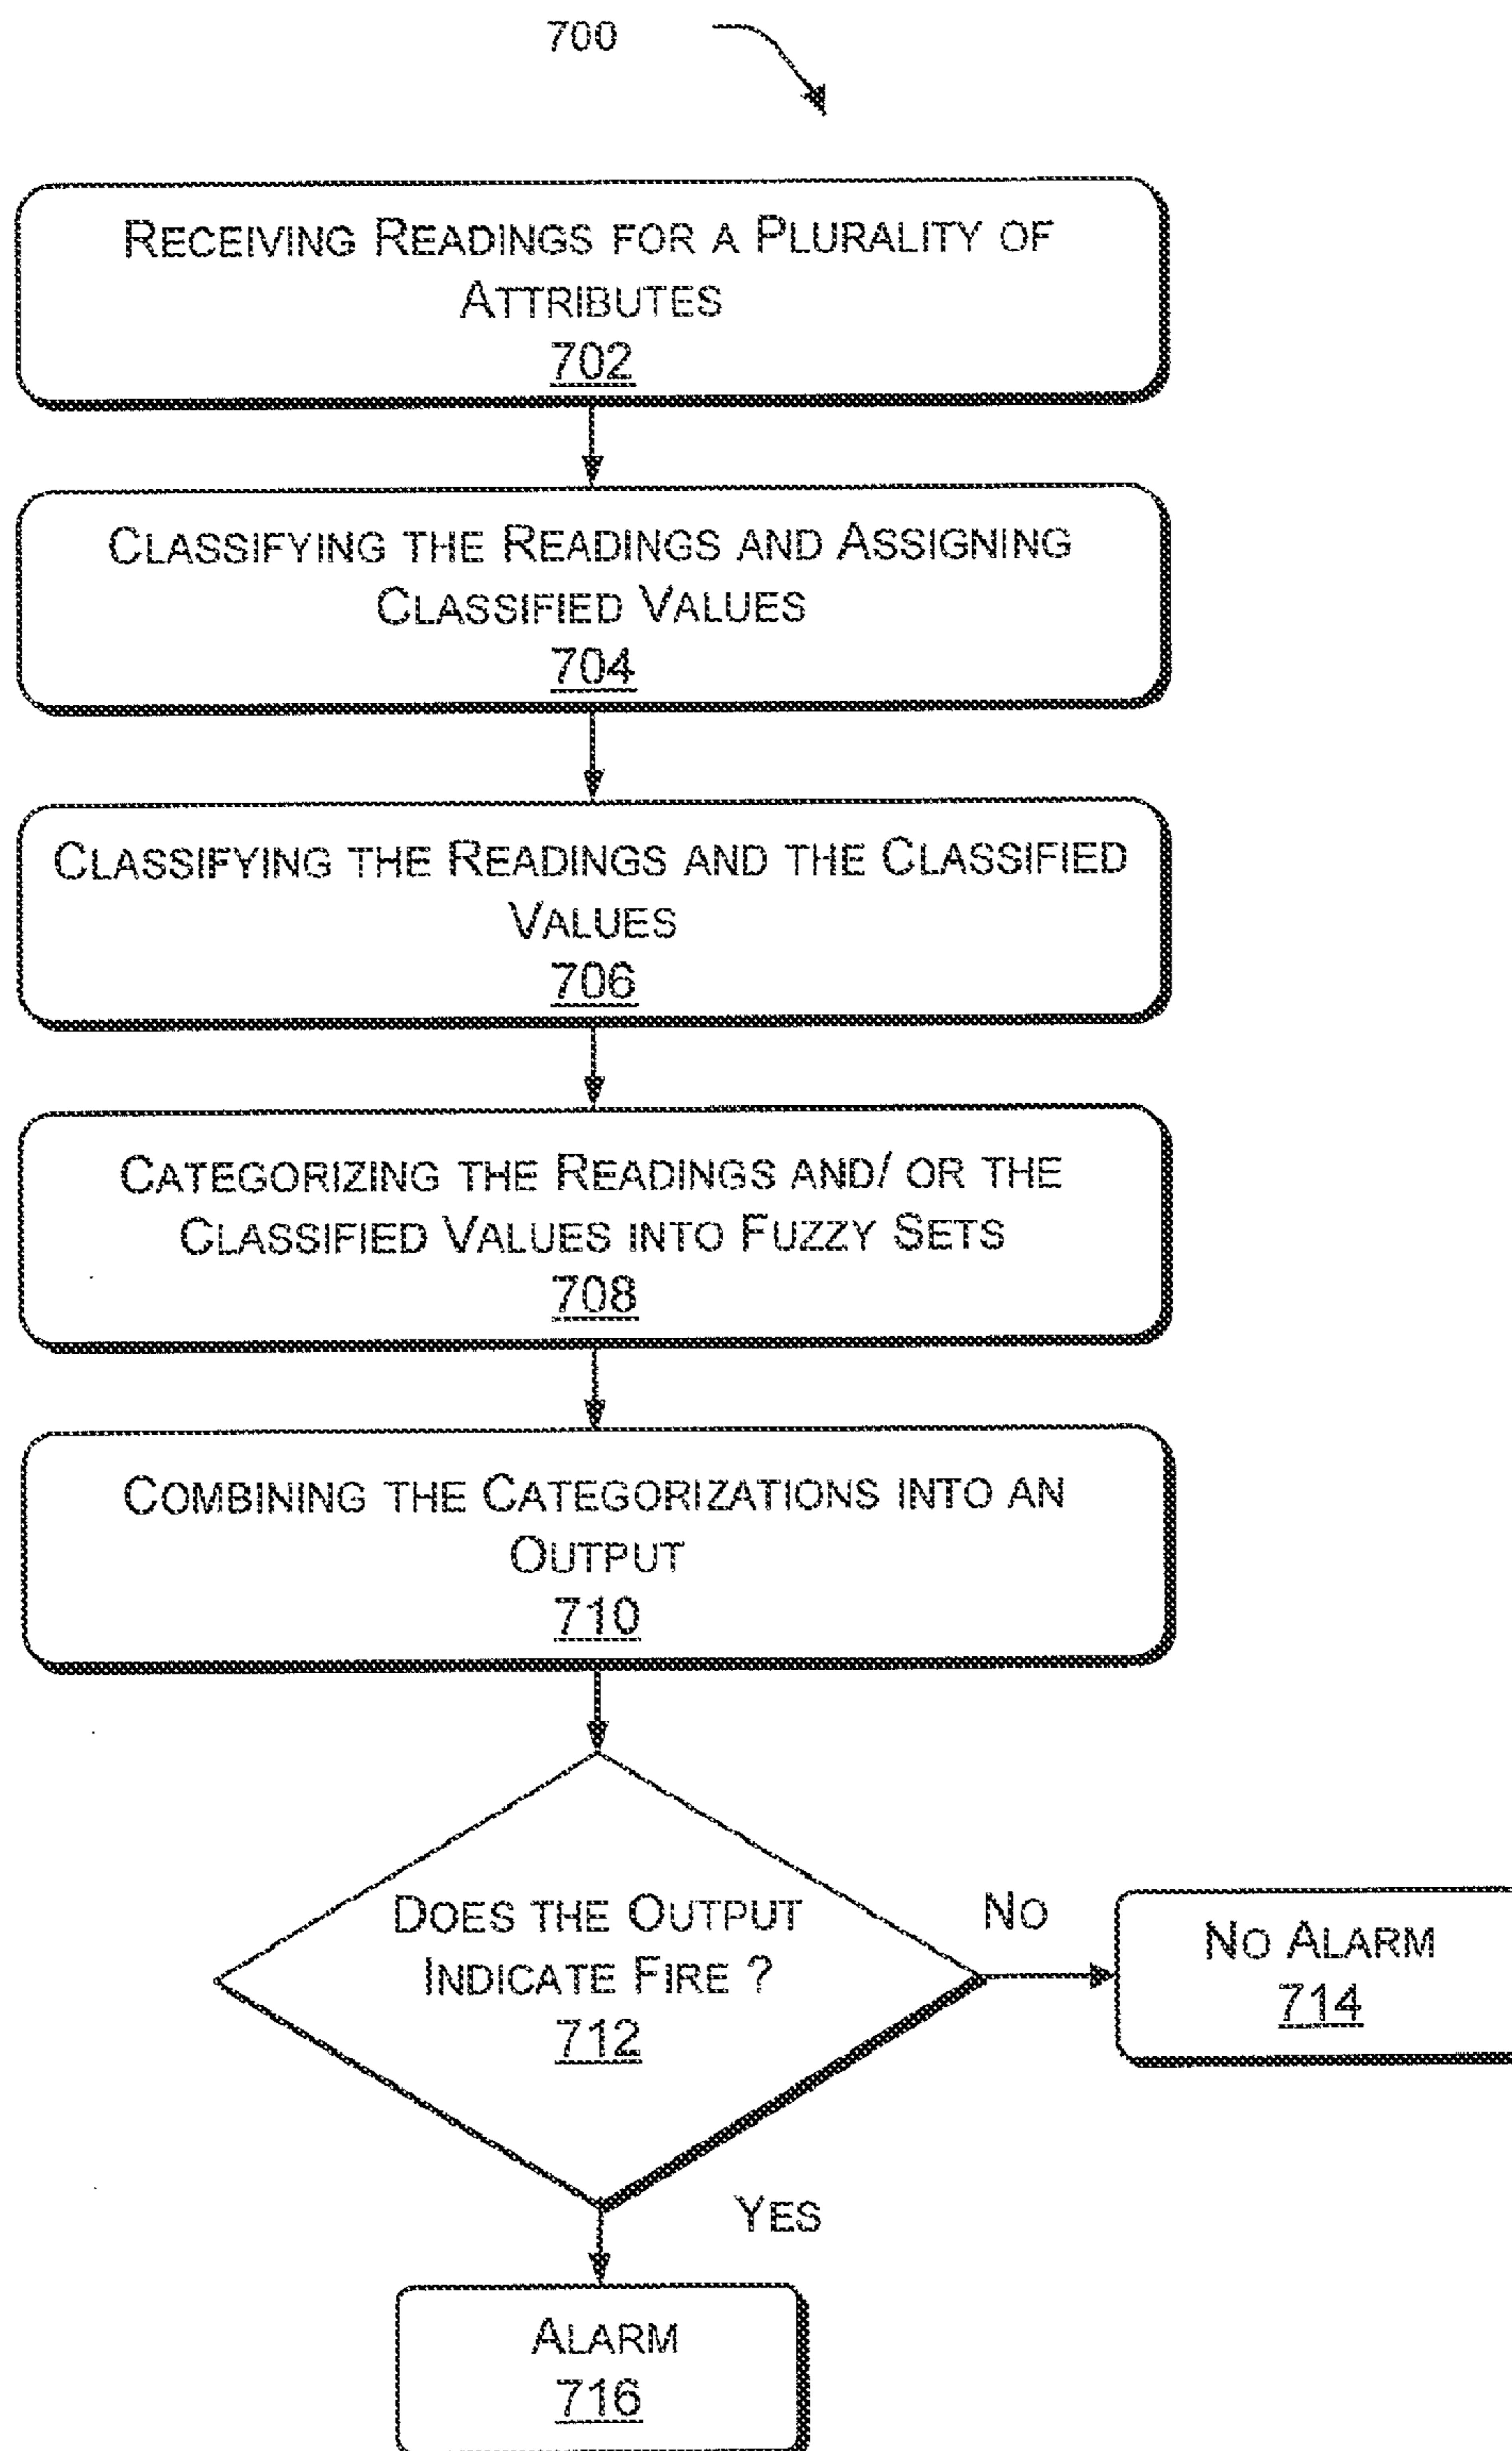 700
RECEIVING READINGS FOR A PLURALITY OF
ATTRIBUTES
702
CLASSIFYING THE READINGS AND ASSIGNING
CLASSIFIED VALUES
704
CLASSIFYING THE READINGS AND THE CLASSIFIED
VALUES
706
CATEGORIZING THE READINGS AND/ OR THE
CLASSIFIED VALUES INTO FUZZY SETS
708
COMBINING THE CATEGORIZATIONS INTO AN
OUTPUT
710
DOES THE OUTPUT
INDICATE FIRE ?
712
NO
NO ALARM
714
YES
ALARM
716